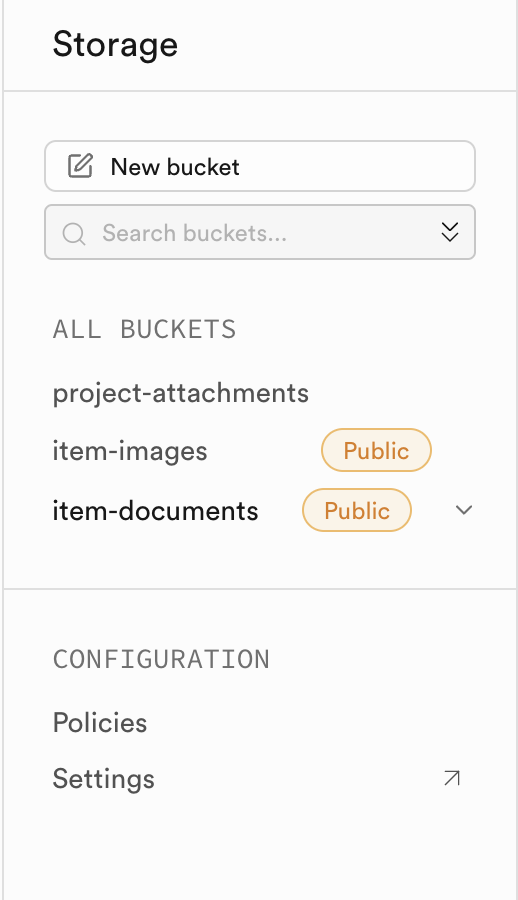 Storage
New bucket
Search buckets...
ALL BUCKETS
project-attachments
item-images Public
item-documents Public
CONFIGURATION
Policies
Settings